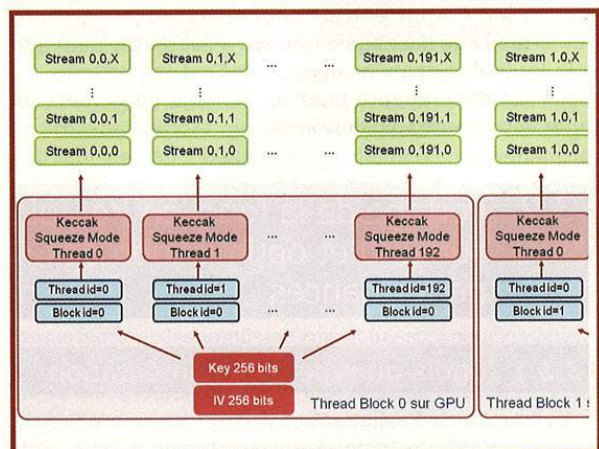 Stream 0,0,X Stream 0,1,X ... ... Stream 0,191,X Stream 1,0,X
Stream 0,0,1 Stream 0,1,1 ... ... Stream 0,191,1 Stream 1,0,1
Stream 0,0,0 Stream 0,1,0 ... ... Stream 0,191,0 Stream 1,0,0
Keccak Squeeze Mode Thread 0
Keccak Squeeze Mode Thread 1
... ...
Keccak Squeeze Mode Thread 192
Keccak Squeeze Mode Thread 0
Thread id=0 Thread id=1 ... ... Thread id=192 Thread id=0
Block id=0 Block id=0 ... ... Block id=0 Block id=1
Key 256 bits
IV 256 bits
Thread Block 0 sur GPU
Thread Block 1 s